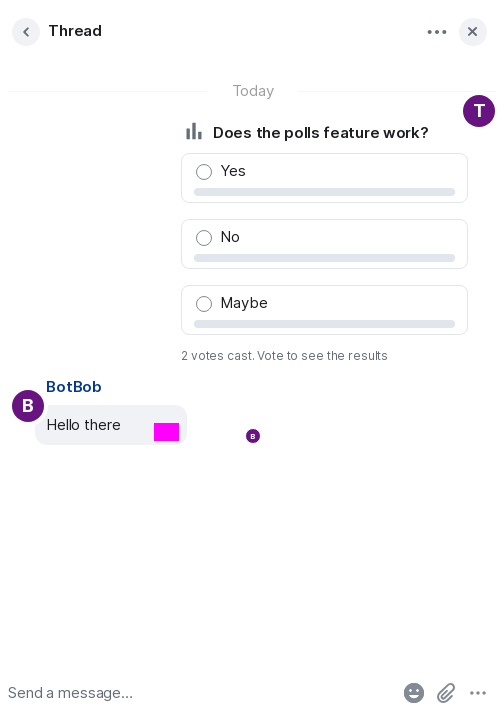 Thread
Today
T
Does the polls feature work?
Yes
No
Maybe
2 votes cast. Vote to see the results
BotBob
B
Hello there
B
Send a message...